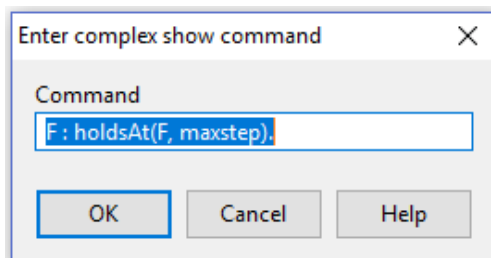 Enter complex show command
Command
F : holdsAt(F, maxstep).
OK Cancel Help